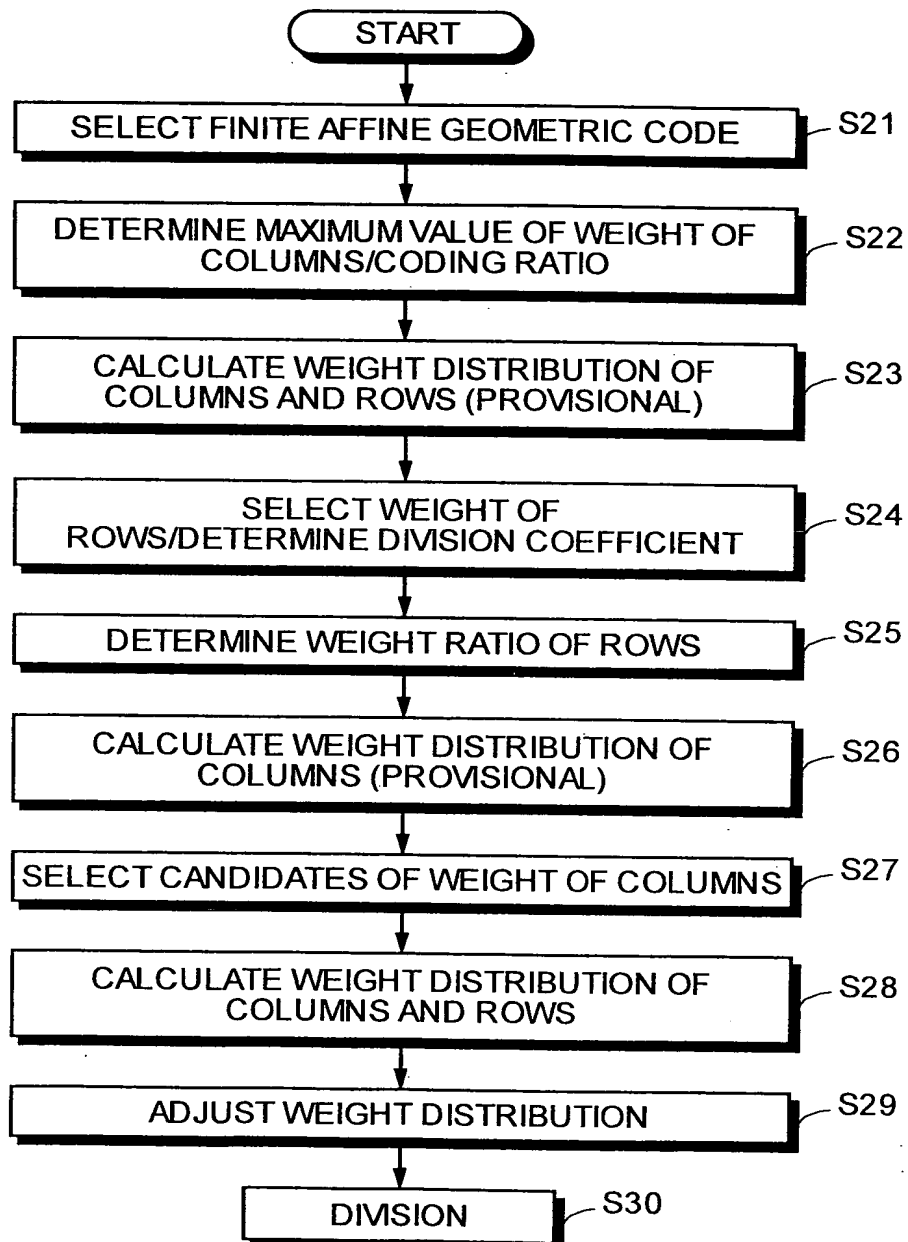 START
SELECT FINITE AFFINE GEOMETRIC CODE
S21
DETERMINE MAXIMUM VALUE OF WEIGHT OF
COLUMNS/CODING RATIO
S22
CALCULATE WEIGHT DISTRIBUTION OF
COLUMNS AND ROWS (PROVISIONAL)
S23
SELECT WEIGHT OF
ROWS/DETERMINE DIVISION COEFFICIENT
S24
DETERMINE WEIGHT RATIO OF ROWS
S25
CALCULATE WEIGHT DISTRIBUTION OF
COLUMNS (PROVISIONAL)
S26
SELECT CANDIDATES OF WEIGHT OF COLUMNS
S27
CALCULATE WEIGHT DISTRIBUTION OF
COLUMNS AND ROWS
S28
ADJUST WEIGHT DISTRIBUTION
S29
DIVISION
S30